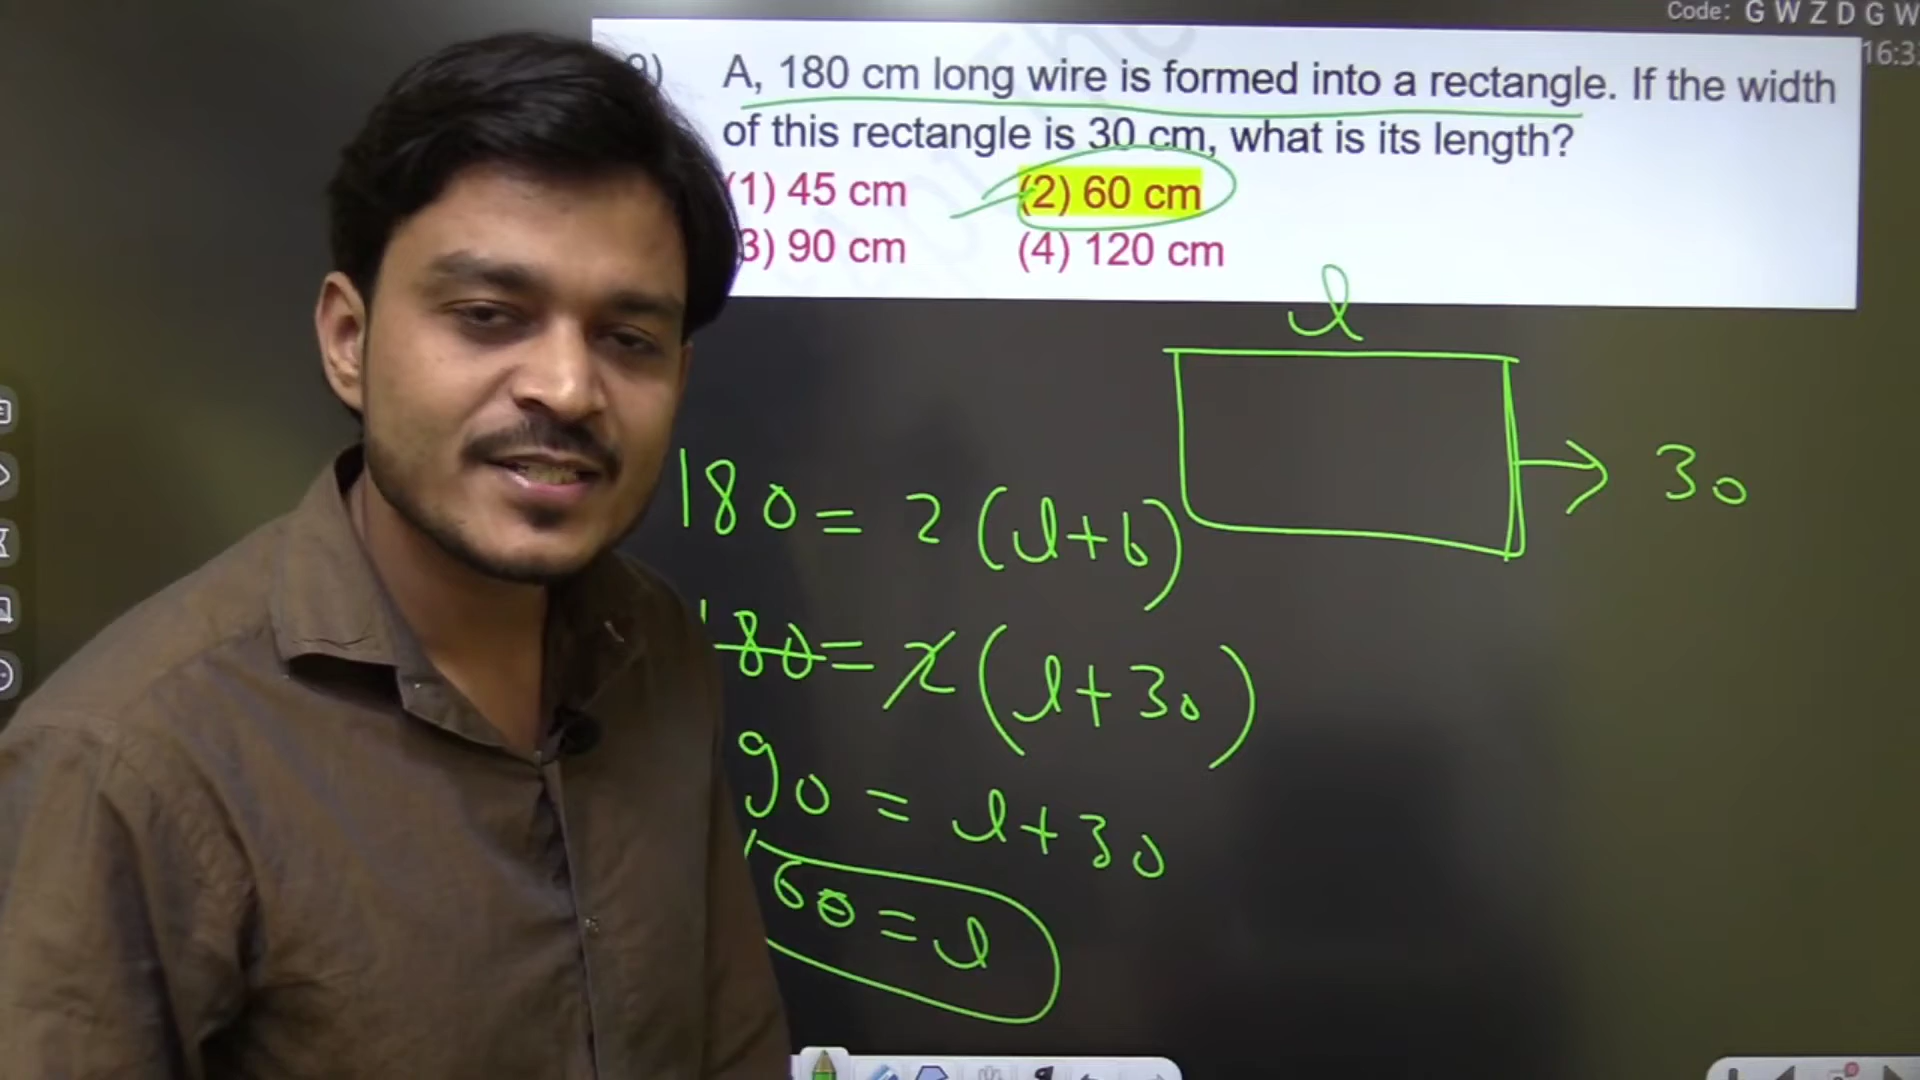 Code: G W Z D G W
16:3
9) A, 180 cm long wire is formed into a rectangle. If the width
of this rectangle is 30 cm, what is its length?
(1) 45 cm (2) 60 cm
(3) 90 cm (4) 120 cm
l
30
180 = 2 (l+b)
180 = 2 (l+30)
90 = l+30
60 = l